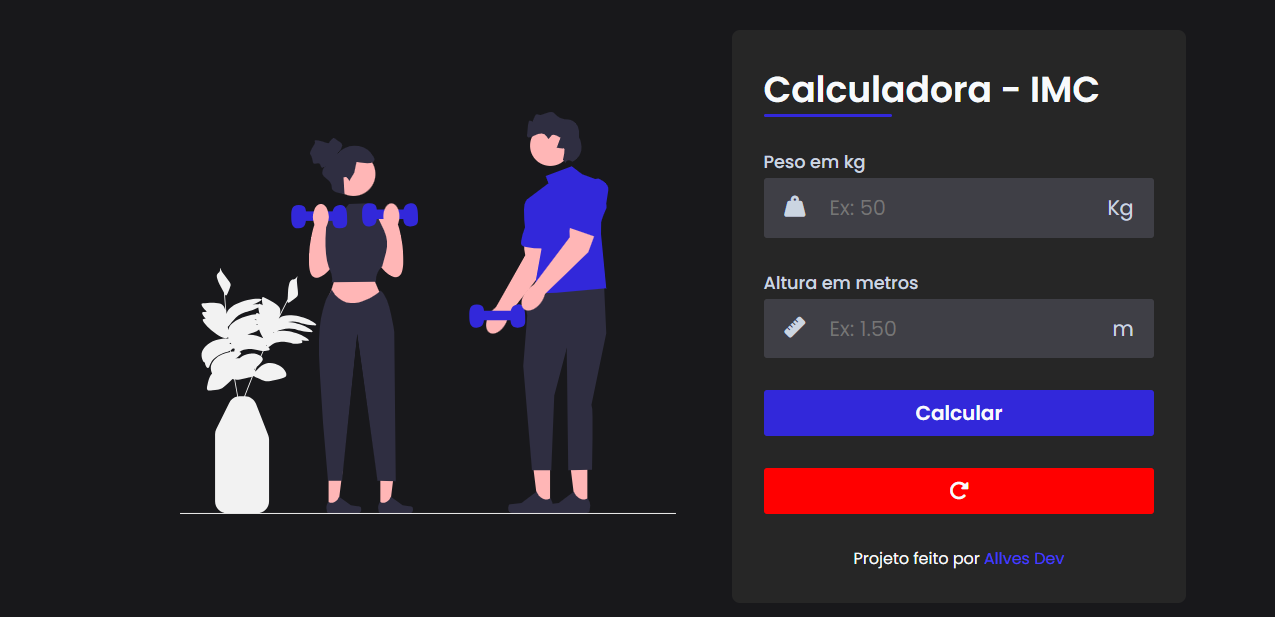 Calculadora - IMC
Peso em kg
Ex: 50 Kg
Altura em metros
Ex: 1.50 m
Calcular
Projeto feito por Allves Dev